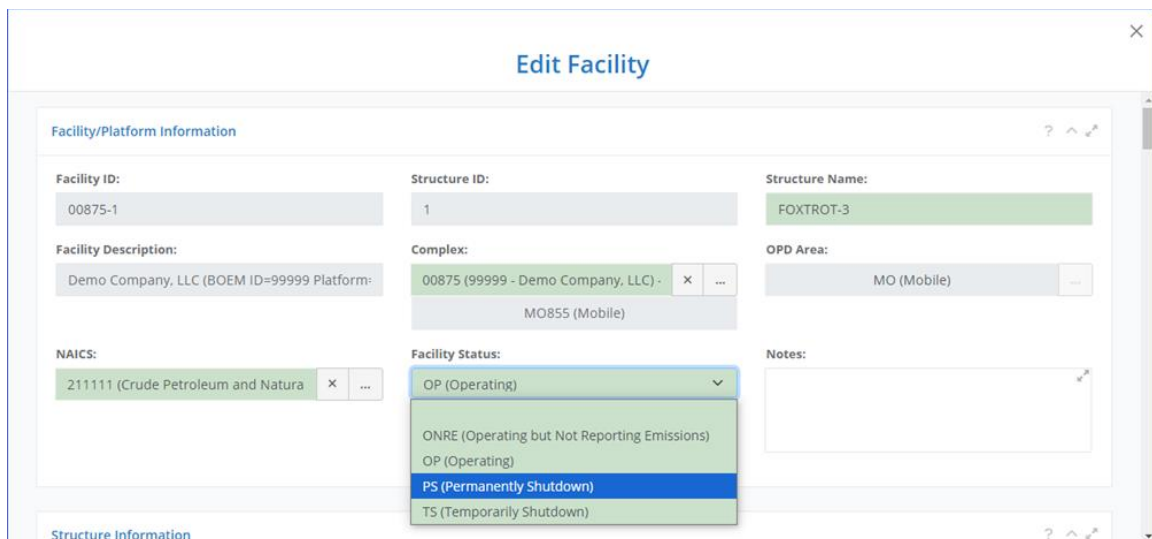 Edit Facility
Facility/Platform Information
Facility ID:
Structure ID:
Structure Name:
00875-1
1
FOXTROT-3
Facility Description:
Complex:
OPD Area:
Demo Company, LLC (BOEM ID=99999 Platform=
00875 (99999 - Demo Company, LLC) -
MO (Mobile)
MO855 (Mobile)
NAICS:
Facility Status:
Notes:
211111 (Crude Petroleum and Natura
OP (Operating)
ONRE (Operating but Not Reporting Emissions)
OP (Operating)
PS (Permanently Shutdown)
TS (Temporarily Shutdown)
Structure Information